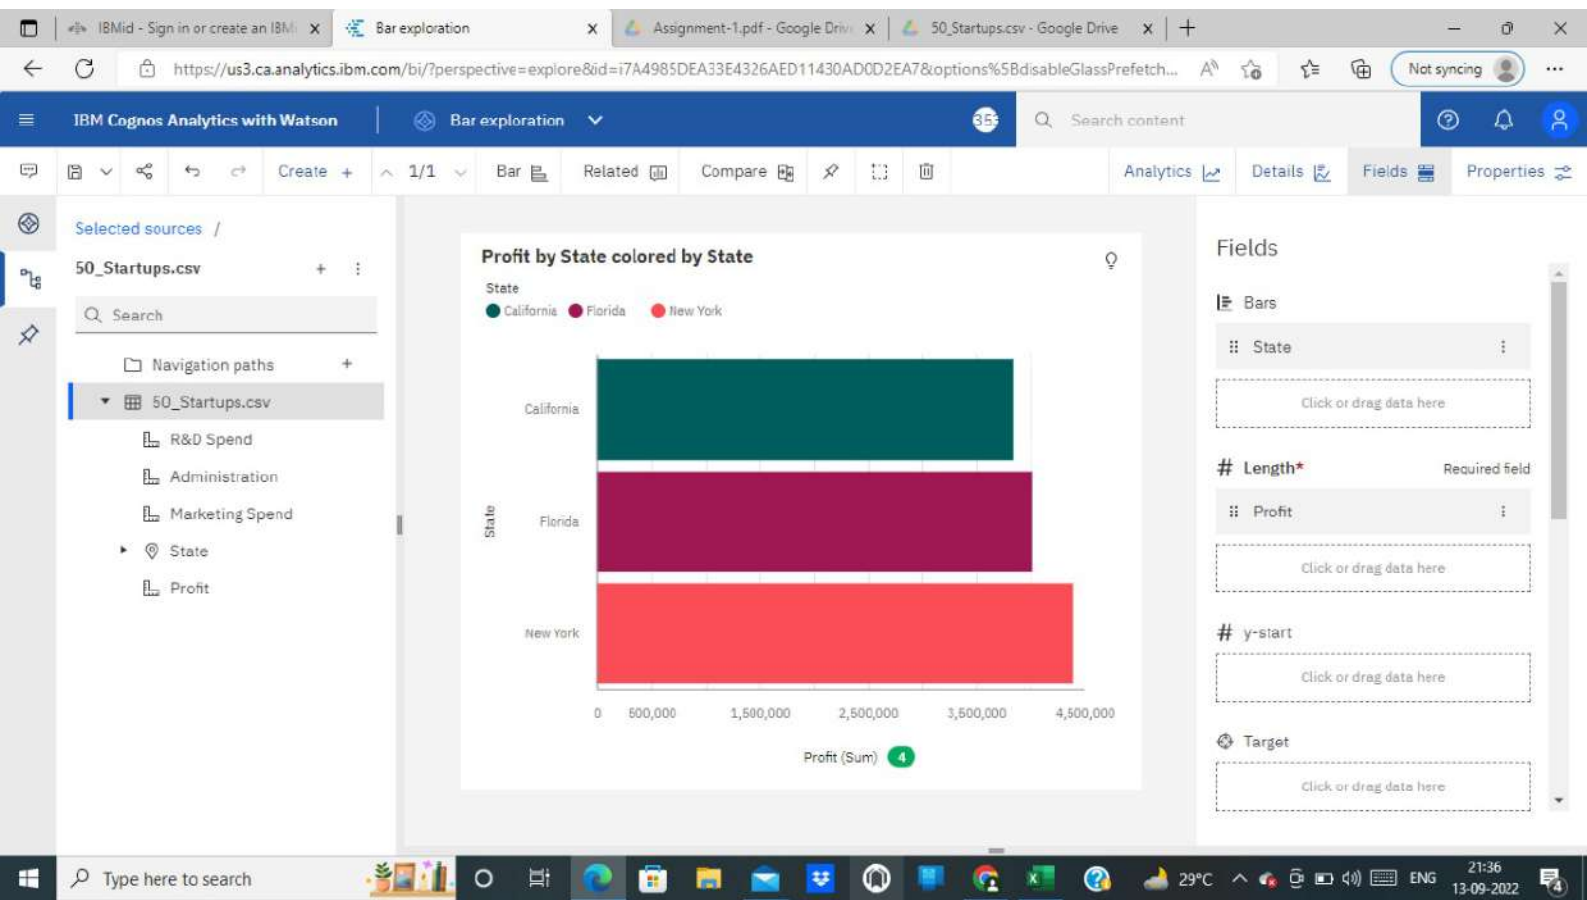 IBMid - Sign in or create an IBMi
Bar exploration
Assignment-1.pdf - Google Driv
50_Startups.csv - Google Drive
https://us3.ca.analytics.ibm.com/bi/?perspective=explore&id=i7A4985DEA33E4326AED11430AD0D2EA7&options%5BdisableGlassPrefetch...
Not syncing
IBM Cognos Analytics with Watson
Bar exploration
Search content
Create +
1/1
Bar
Related
Compare
Analytics
Details
Fields
Properties
Selected sources /
50_Startups.csv
Search
Navigation paths
50_Startups.csv
R&D Spend
Administration
Marketing Spend
State
Profit
Profit by State colored by State
State
California Florida New York
California
Florida
New York
State
0 500,000 1,500,000 2,500,000 3,500,000 4,500,000
Profit (Sum) 4
Fields
Bars
State
Click or drag data here
# Length* Required field
Profit
Click or drag data here
# y-start
Click or drag data here
Target
Click or drag data here
Type here to search
29°C
ENG
21:36
13-09-2022
4